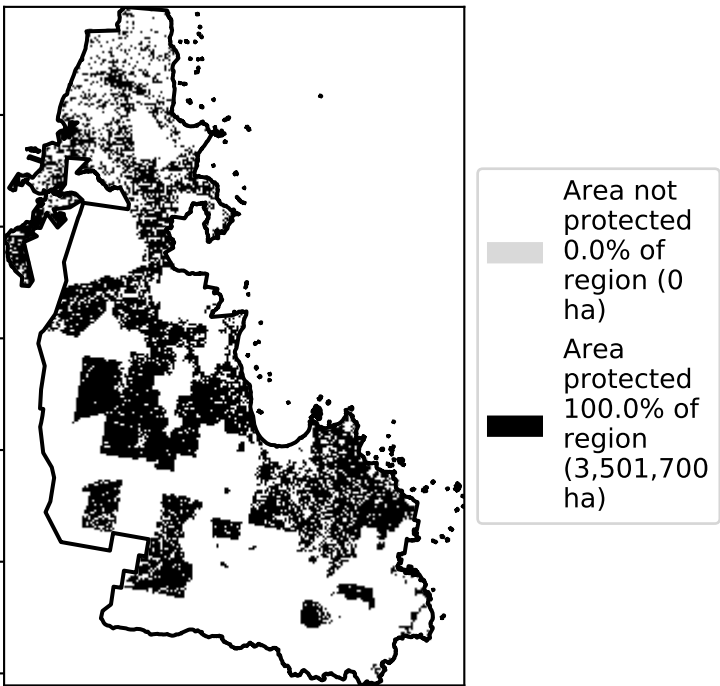 Area not
protected
0.0% of
region (0
ha)
Area
protected
100.0% of
region
(3,501,700
ha)